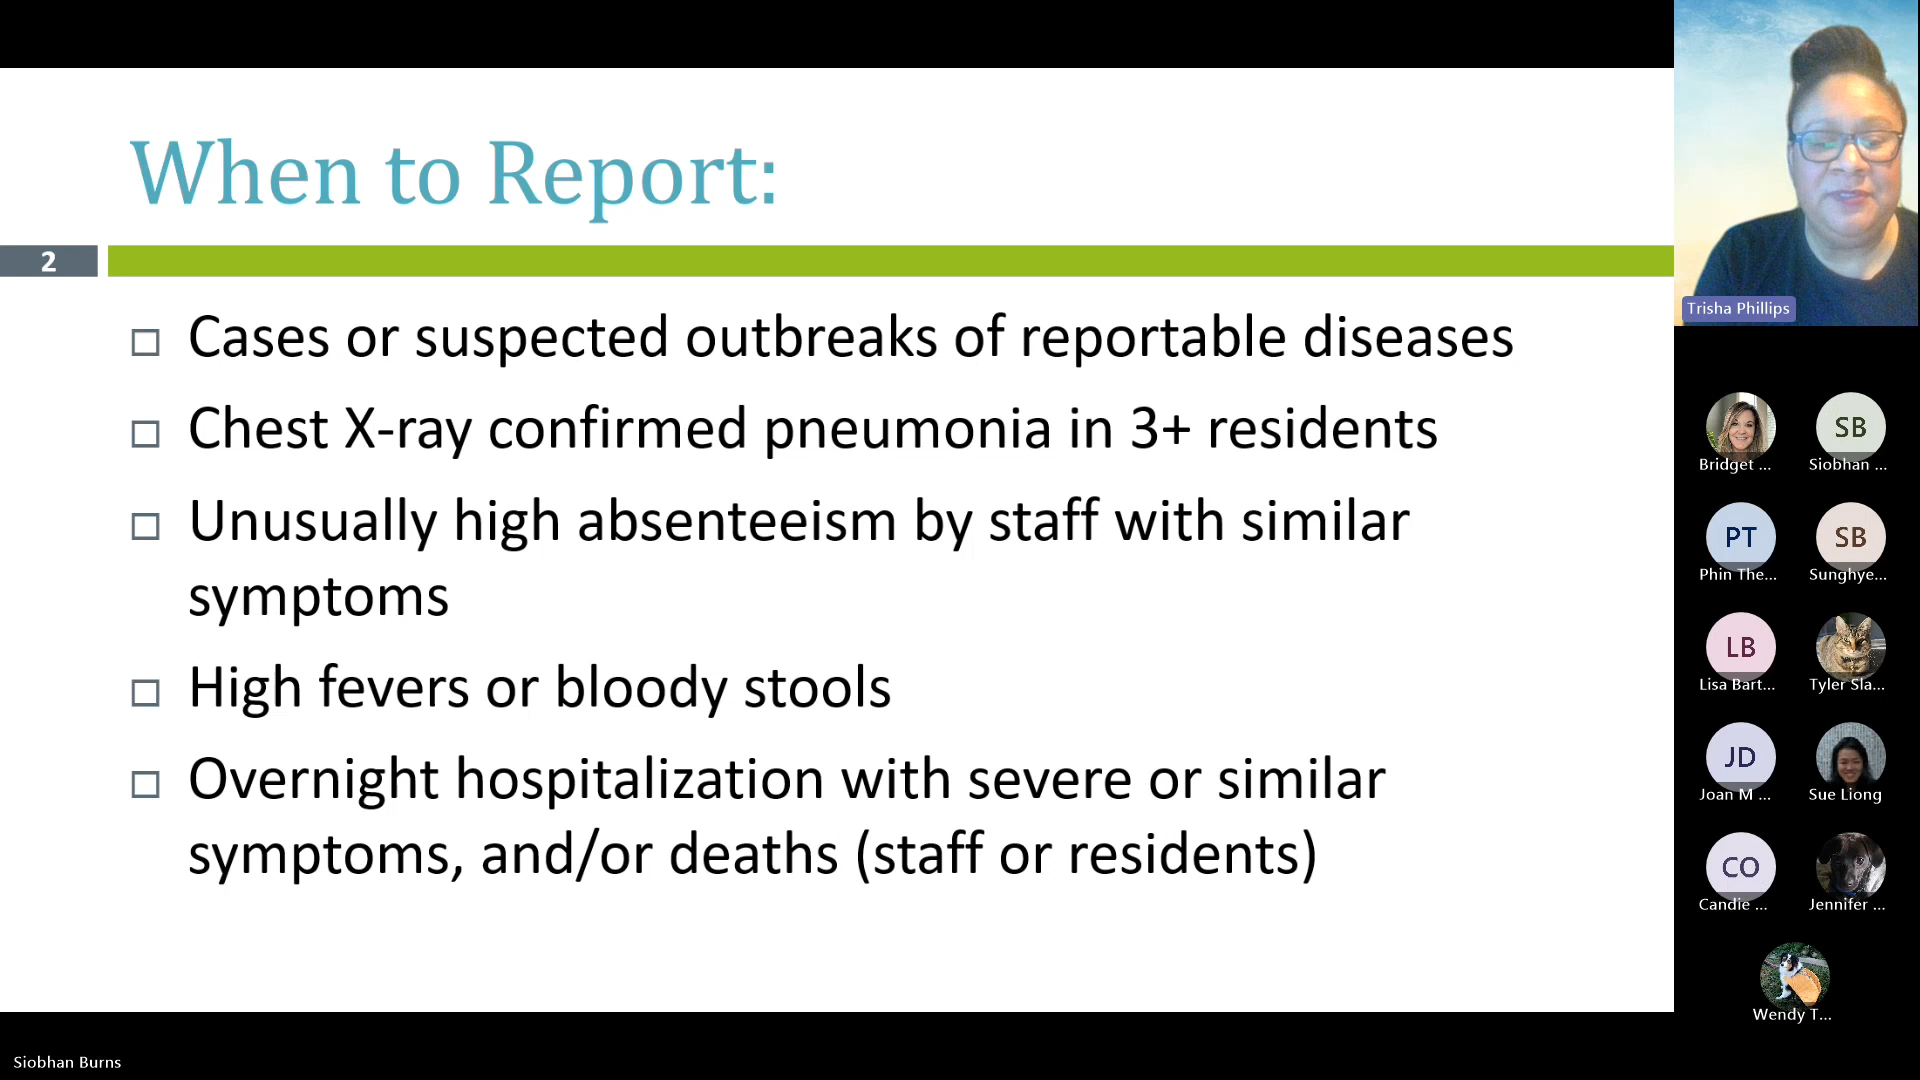 When to Report:
2
Cases or suspected outbreaks of reportable diseases
Chest X-ray confirmed pneumonia in 3+ residents
Unusually high absenteeism by staff with similar
symptoms
High fevers or bloody stools
Overnight hospitalization with severe or similar
symptoms, and/or deaths (staff or residents)
Trisha Phillips
Bridget ...
SB
Siobhan ...
PT
Phin The...
SB
Sunghye...
LB
Lisa Bart...
Tyler Sla...
JD
Joan M ...
Sue Liong
CO
Candie ...
Jennifer ...
Wendy T...
Siobhan Burns